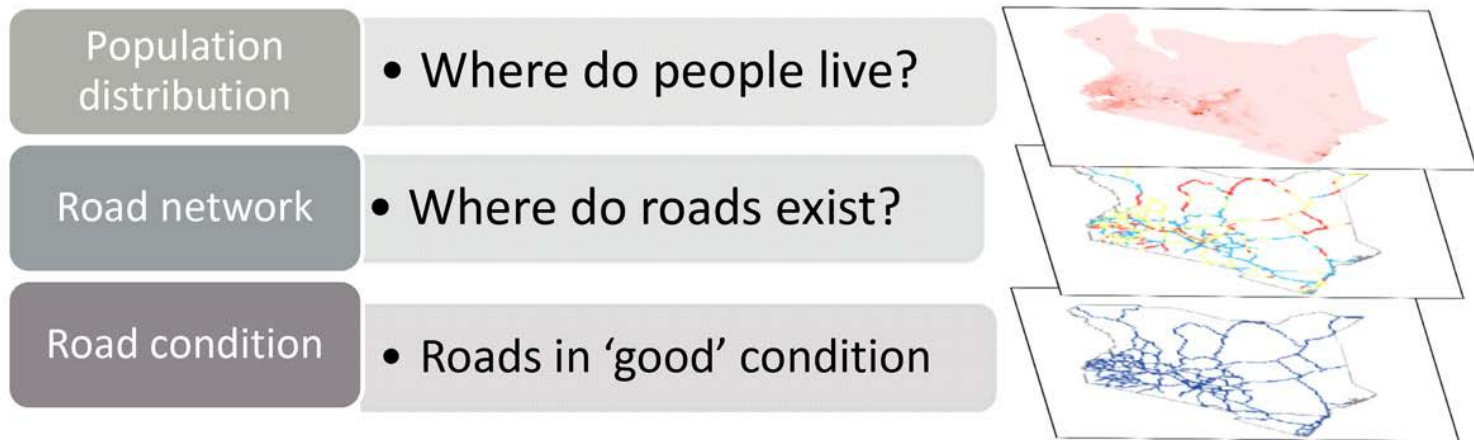 Population
distribution
• Where do people live?
Road network
• Where do roads exist?
Road condition
• Roads in ‘good’ condition